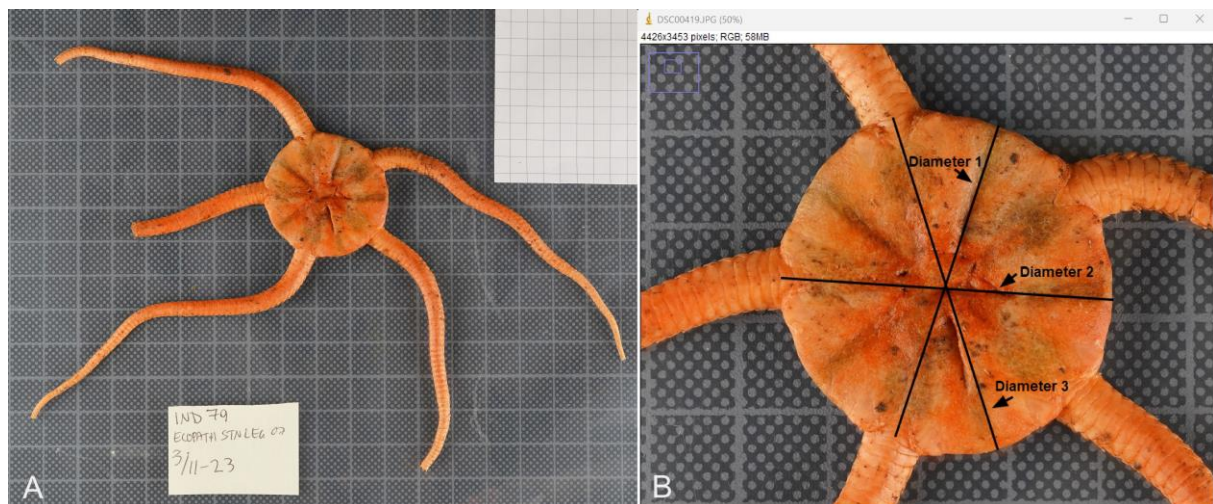 IND 79
ECOPATH STN LEG 07
3/11-23
A
DSC00419.JPG (50%)
4426x3453 pixels; RGB; 58MB
Diameter 1
Diameter 2
Diameter 3
B